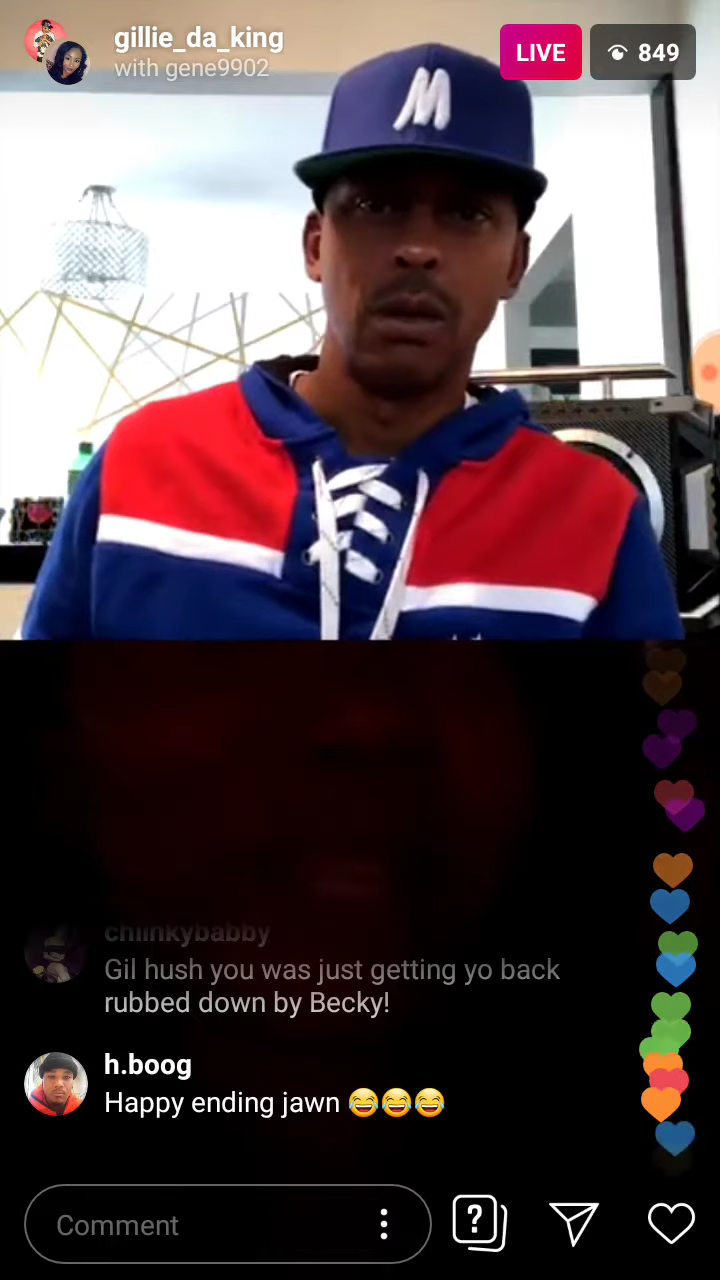 gillie_da_king
with gene9902
LIVE
849
M
chiinkybabby
Gil hush you was just getting yo back
rubbed down by Becky!
h.boog
Happy ending jawn 😂😂😂
Comment
?